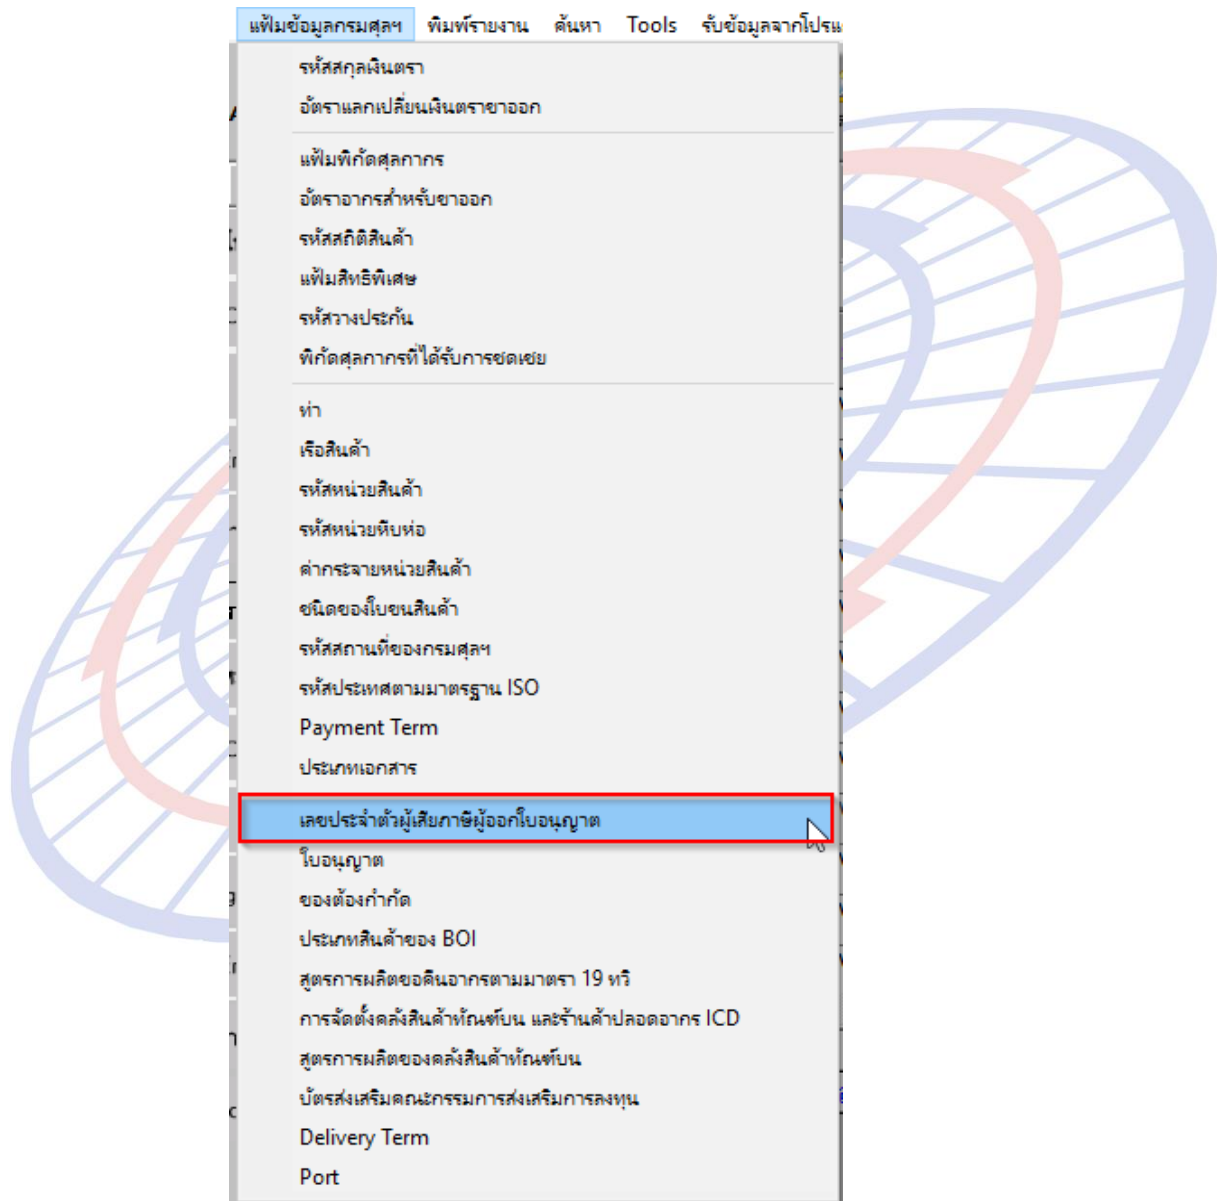 แฟ้มข้อมูลกรมศุลฯ พิมพ์รายงาน ค้นหา Tools รับข้อมูลจากโปรแ
รหัสสกุลเงินตรา
อัตราแลกเปลี่ยนเงินตราขาออก
แฟ้มพิกัดศุลกากร
อัตราอากรสำหรับขาออก
รหัสสถิติสินค้า
แฟ้มสิทธิพิเศษ
รหัสวางประกัน
พิกัดศุลกากรที่ได้รับการชดเชย
ท่า
เรือสินค้า
รหัสหน่วยสินค้า
รหัสหน่วยหีบห่อ
ค่ากระจายหน่วยสินค้า
ชนิดของใบขนสินค้า
รหัสสถานที่ของกรมศุลฯ
รหัสประเทศตามมาตรฐาน ISO
Payment Term
ประเภทเอกสาร
เลขประจำตัวผู้เสียภาษีผู้ออกใบอนุญาต
ใบอนุญาต
ของต้องกำกัด
ประเภทสินค้าของ BOI
สูตรการผลิตขอคืนอากรตามมาตรา 19 ทวิ
การจัดตั้งคลังสินค้าทัณฑ์บน และร้านค้าปลอดอากร ICD
สูตรการผลิตของคลังสินค้าทัณฑ์บน
บัตรส่งเสริมคณะกรรมการส่งเสริมการลงทุน
Delivery Term
Port